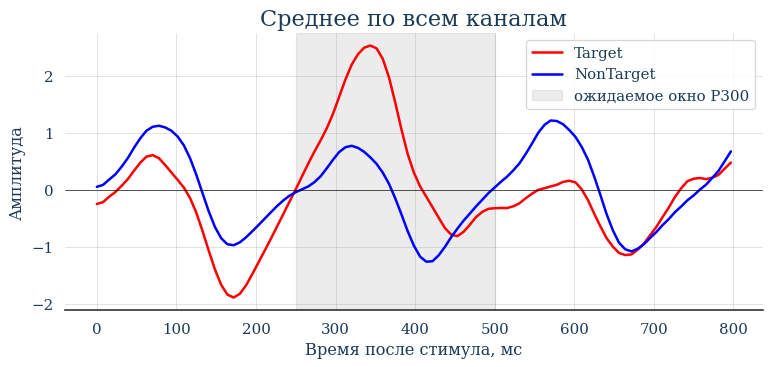 Среднее по всем каналам
Target
NonTarget
ожидаемое окно P300
Амплитуда
2
1
0
−1
−2
0 100 200 300 400 500 600 700 800
Время после стимула, мс